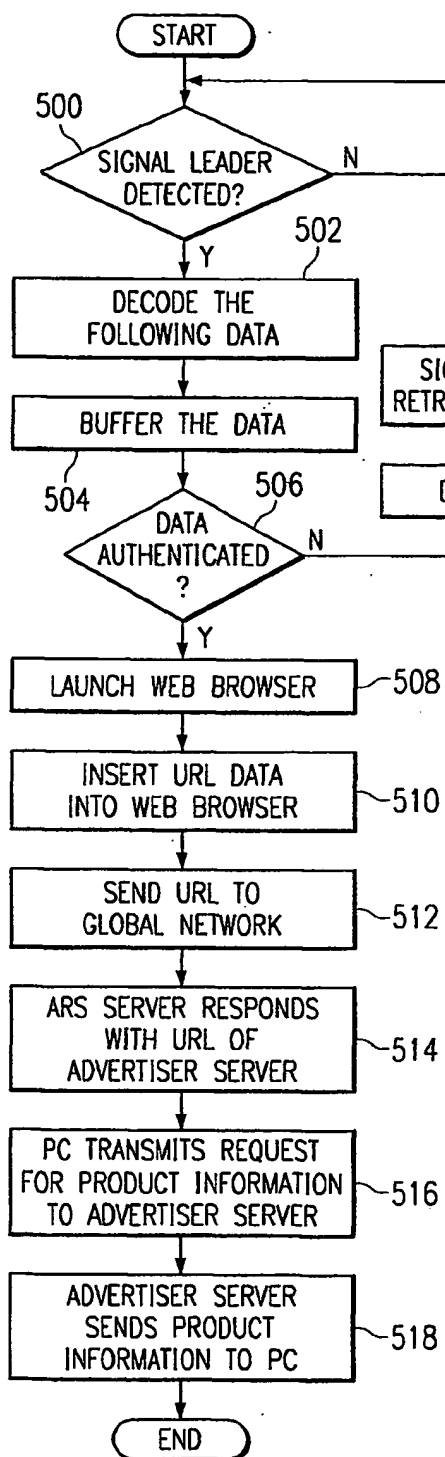 START
500
SIGNAL LEADER
DETECTED?
N
Y
502
DECODE THE
FOLLOWING DATA
BUFFER THE DATA
504
506
DATA
AUTHENTICATED
?
N
Y
LAUNCH WEB BROWSER
508
INSERT URL DATA
INTO WEB BROWSER
510
SEND URL TO
GLOBAL NETWORK
512
ARS SERVER RESPONDS
WITH URL OF
ADVERTISER SERVER
514
PC TRANSMITS REQUEST
FOR PRODUCT INFORMATION
TO ADVERTISER SERVER
516
ADVERTISER SERVER
SENDS PRODUCT
INFORMATION TO PC
518
END